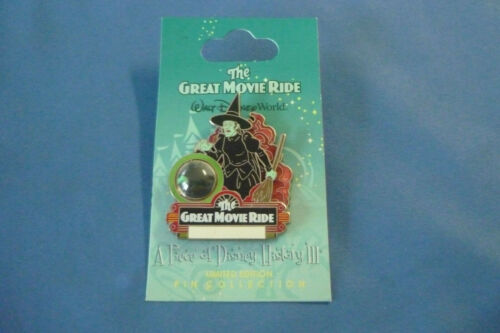 The
GREAT MOVIE RIDE
WALT DISNEY World
The
GREAT MOVIE RIDE
A Piece of Disney History III
LIMITED EDITION
PIN COLLECTION